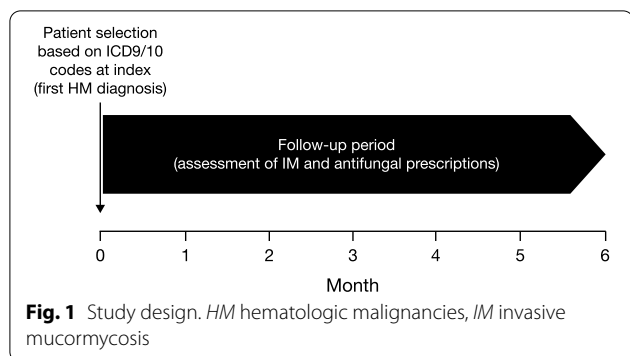 Patient selection
based on ICD9/10
codes at index
(first HM diagnosis)
Follow-up period
(assessment of IM and antifungal prescriptions)
0 1 2 3 4 5 6
Month
Fig. 1 Study design. HM hematologic malignancies, IM invasive
mucormycosis